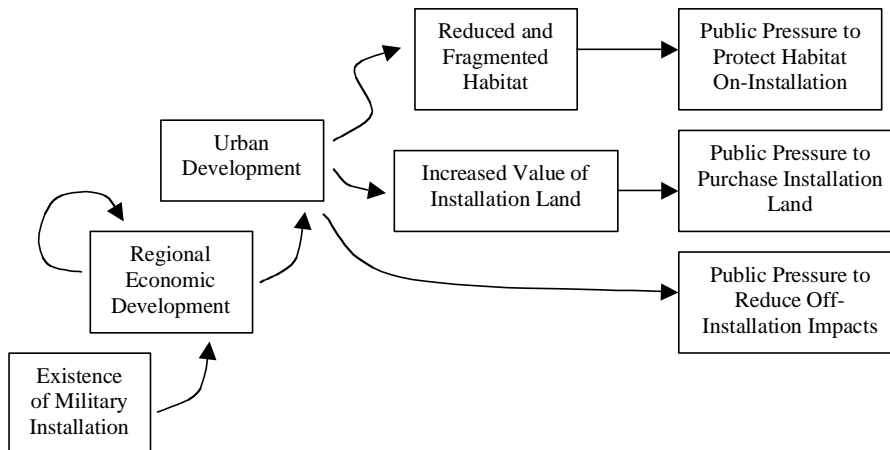 Reduced and
Fragmented
Habitat
Public Pressure to
Protect Habitat
On-Installation
Urban
Development
Increased Value of
Installation Land
Public Pressure to
Purchase Installation
Land
Regional
Economic
Development
Public Pressure to
Reduce Off-
Installation Impacts
Existence
of Military
Installation